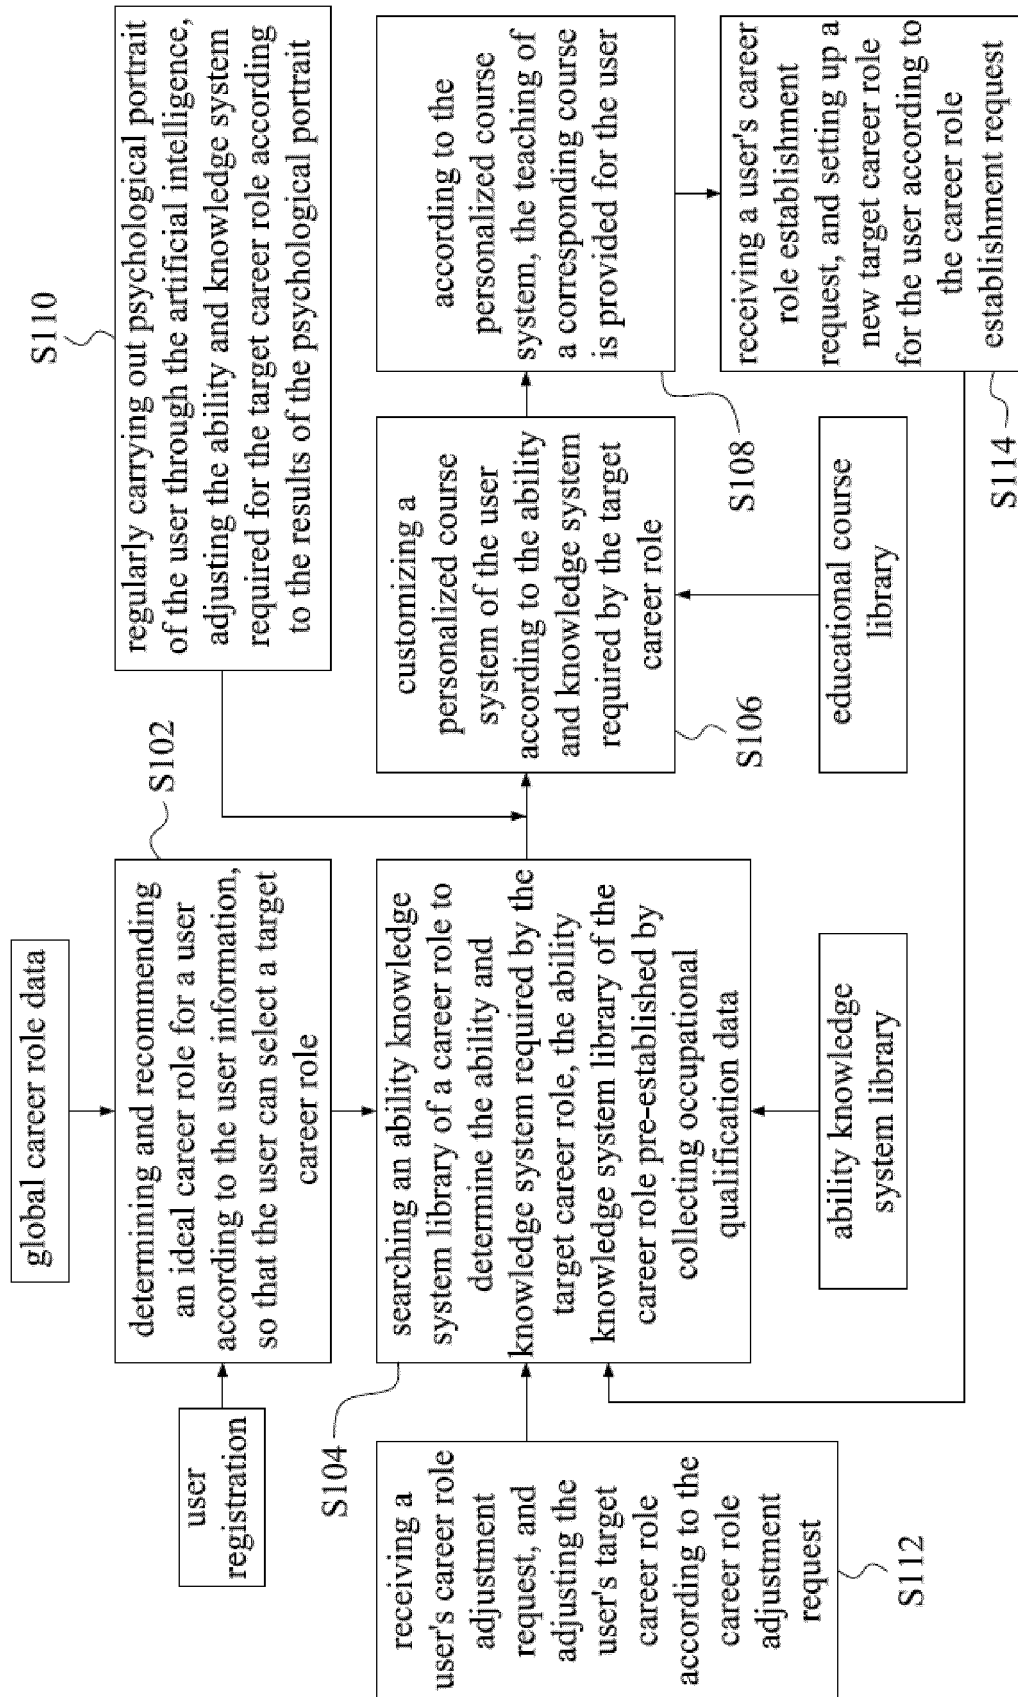 global career role data
user
registration
determining and recommending
an ideal career role for a user
according to the user information,
so that the user can select a target
career role
S102
regularly carrying out psychological portrait
of the user through the artificial intelligence,
adjusting the ability and knowledge system
required for the target career role according
to the results of the psychological portrait
S110
S104
receiving a
user's career role
adjustment
request, and
adjusting the
user's target
career role
according to the
career role
adjustment
request
S112
searching an ability knowledge
system library of a career role to
determine the ability and
knowledge system required by the
target career role, the ability
knowledge system library of the
career role pre-established by
collecting occupational
qualification data
customizing a
personalized course
system of the user
according to the ability
and knowledge system
required by the target
career role
S106
according to the
personalized course
system, the teaching of
a corresponding course
is provided for the user
S108
ability knowledge
system library
educational course
library
receiving a user's career
role establishment
request, and setting up a
new target career role
for the user according to
the career role
establishment request
S114